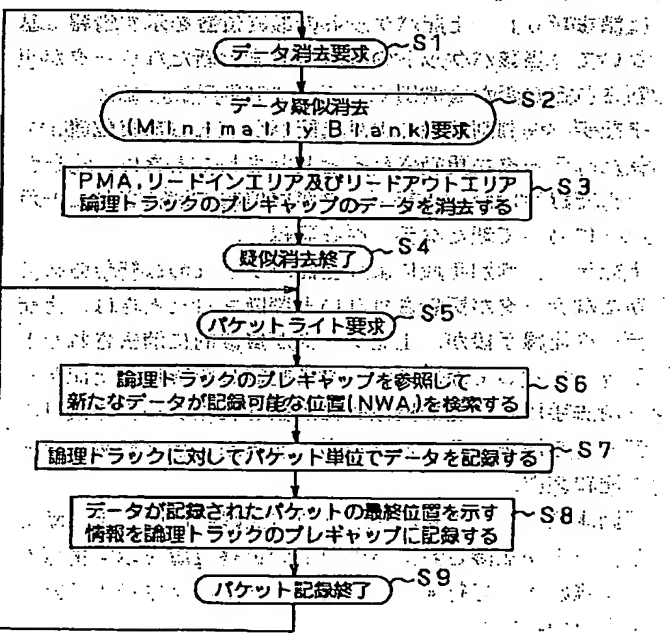 データ消去要求 S1
データ疑似消去 S2
(Minimally Blank)要求
PMA,リードインエリア及びリードアウトエリア S3
論理トラックのプレギャップのデータを消去する
疑似消去終了 S4
パケットライト要求 S5
論理トラックのプレギャップを参照して S6
新たなデータが記録可能な位置(NWA)を検索する
論理トラックに対してパケット単位でデータを記録する S7
データが記録されたパケットの最終位置を示す S8
情報を論理トラックのプレギャップに記録する
パケット記録終了 S9